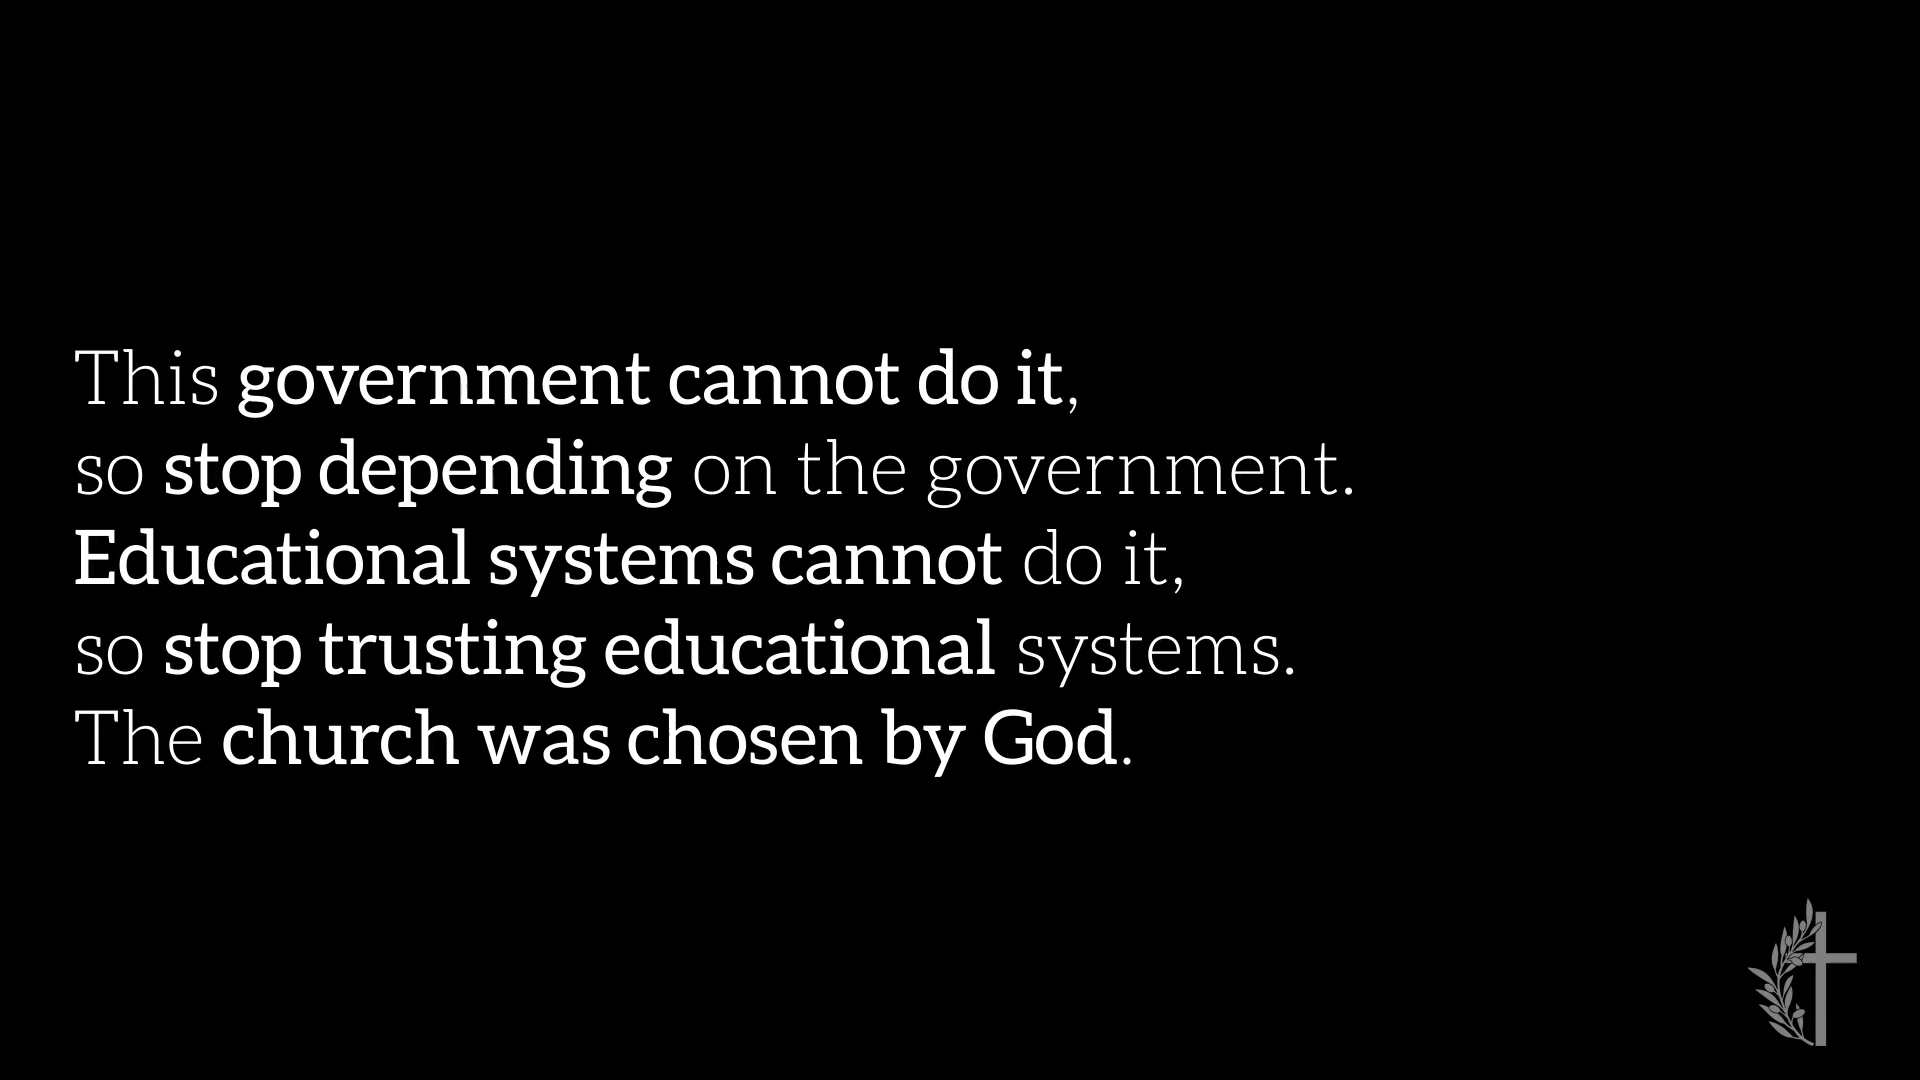 This government cannot do it,
so stop depending on the government.
Educational systems cannot do it,
so stop trusting educational systems.
The church was chosen by God.